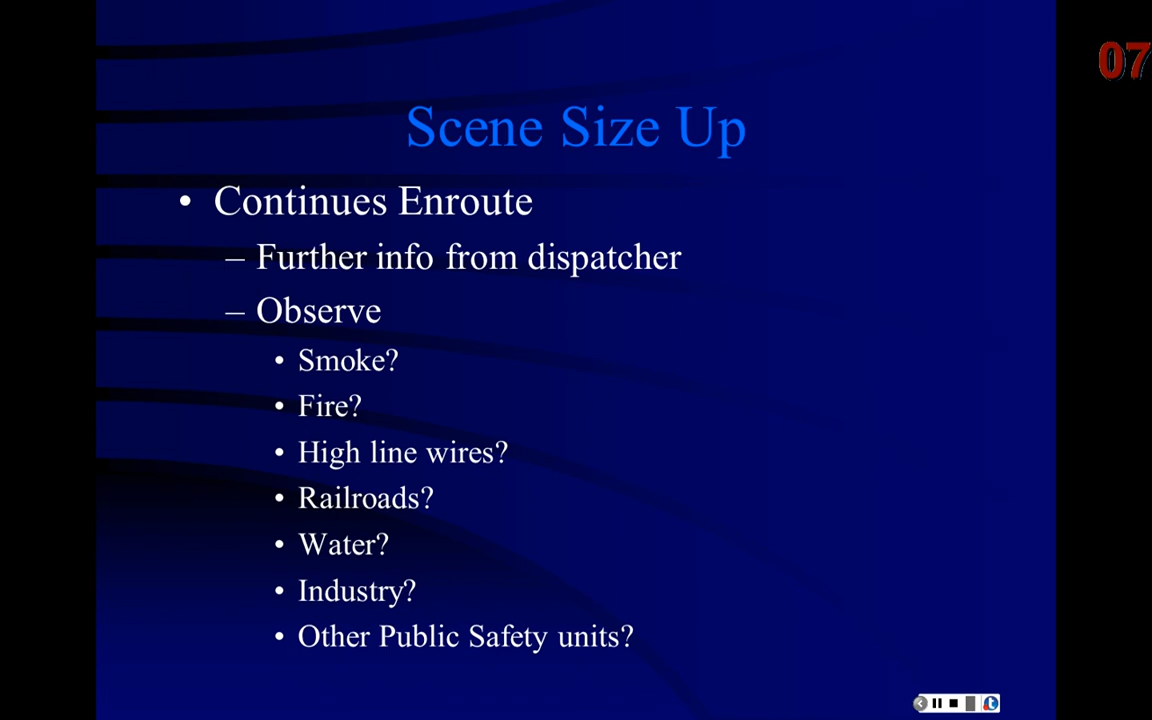 07
Scene Size Up
• Continues Enroute
– Further info from dispatcher
– Observe
• Smoke?
• Fire?
• High line wires?
• Railroads?
• Water?
• Industry?
• Other Public Safety units?